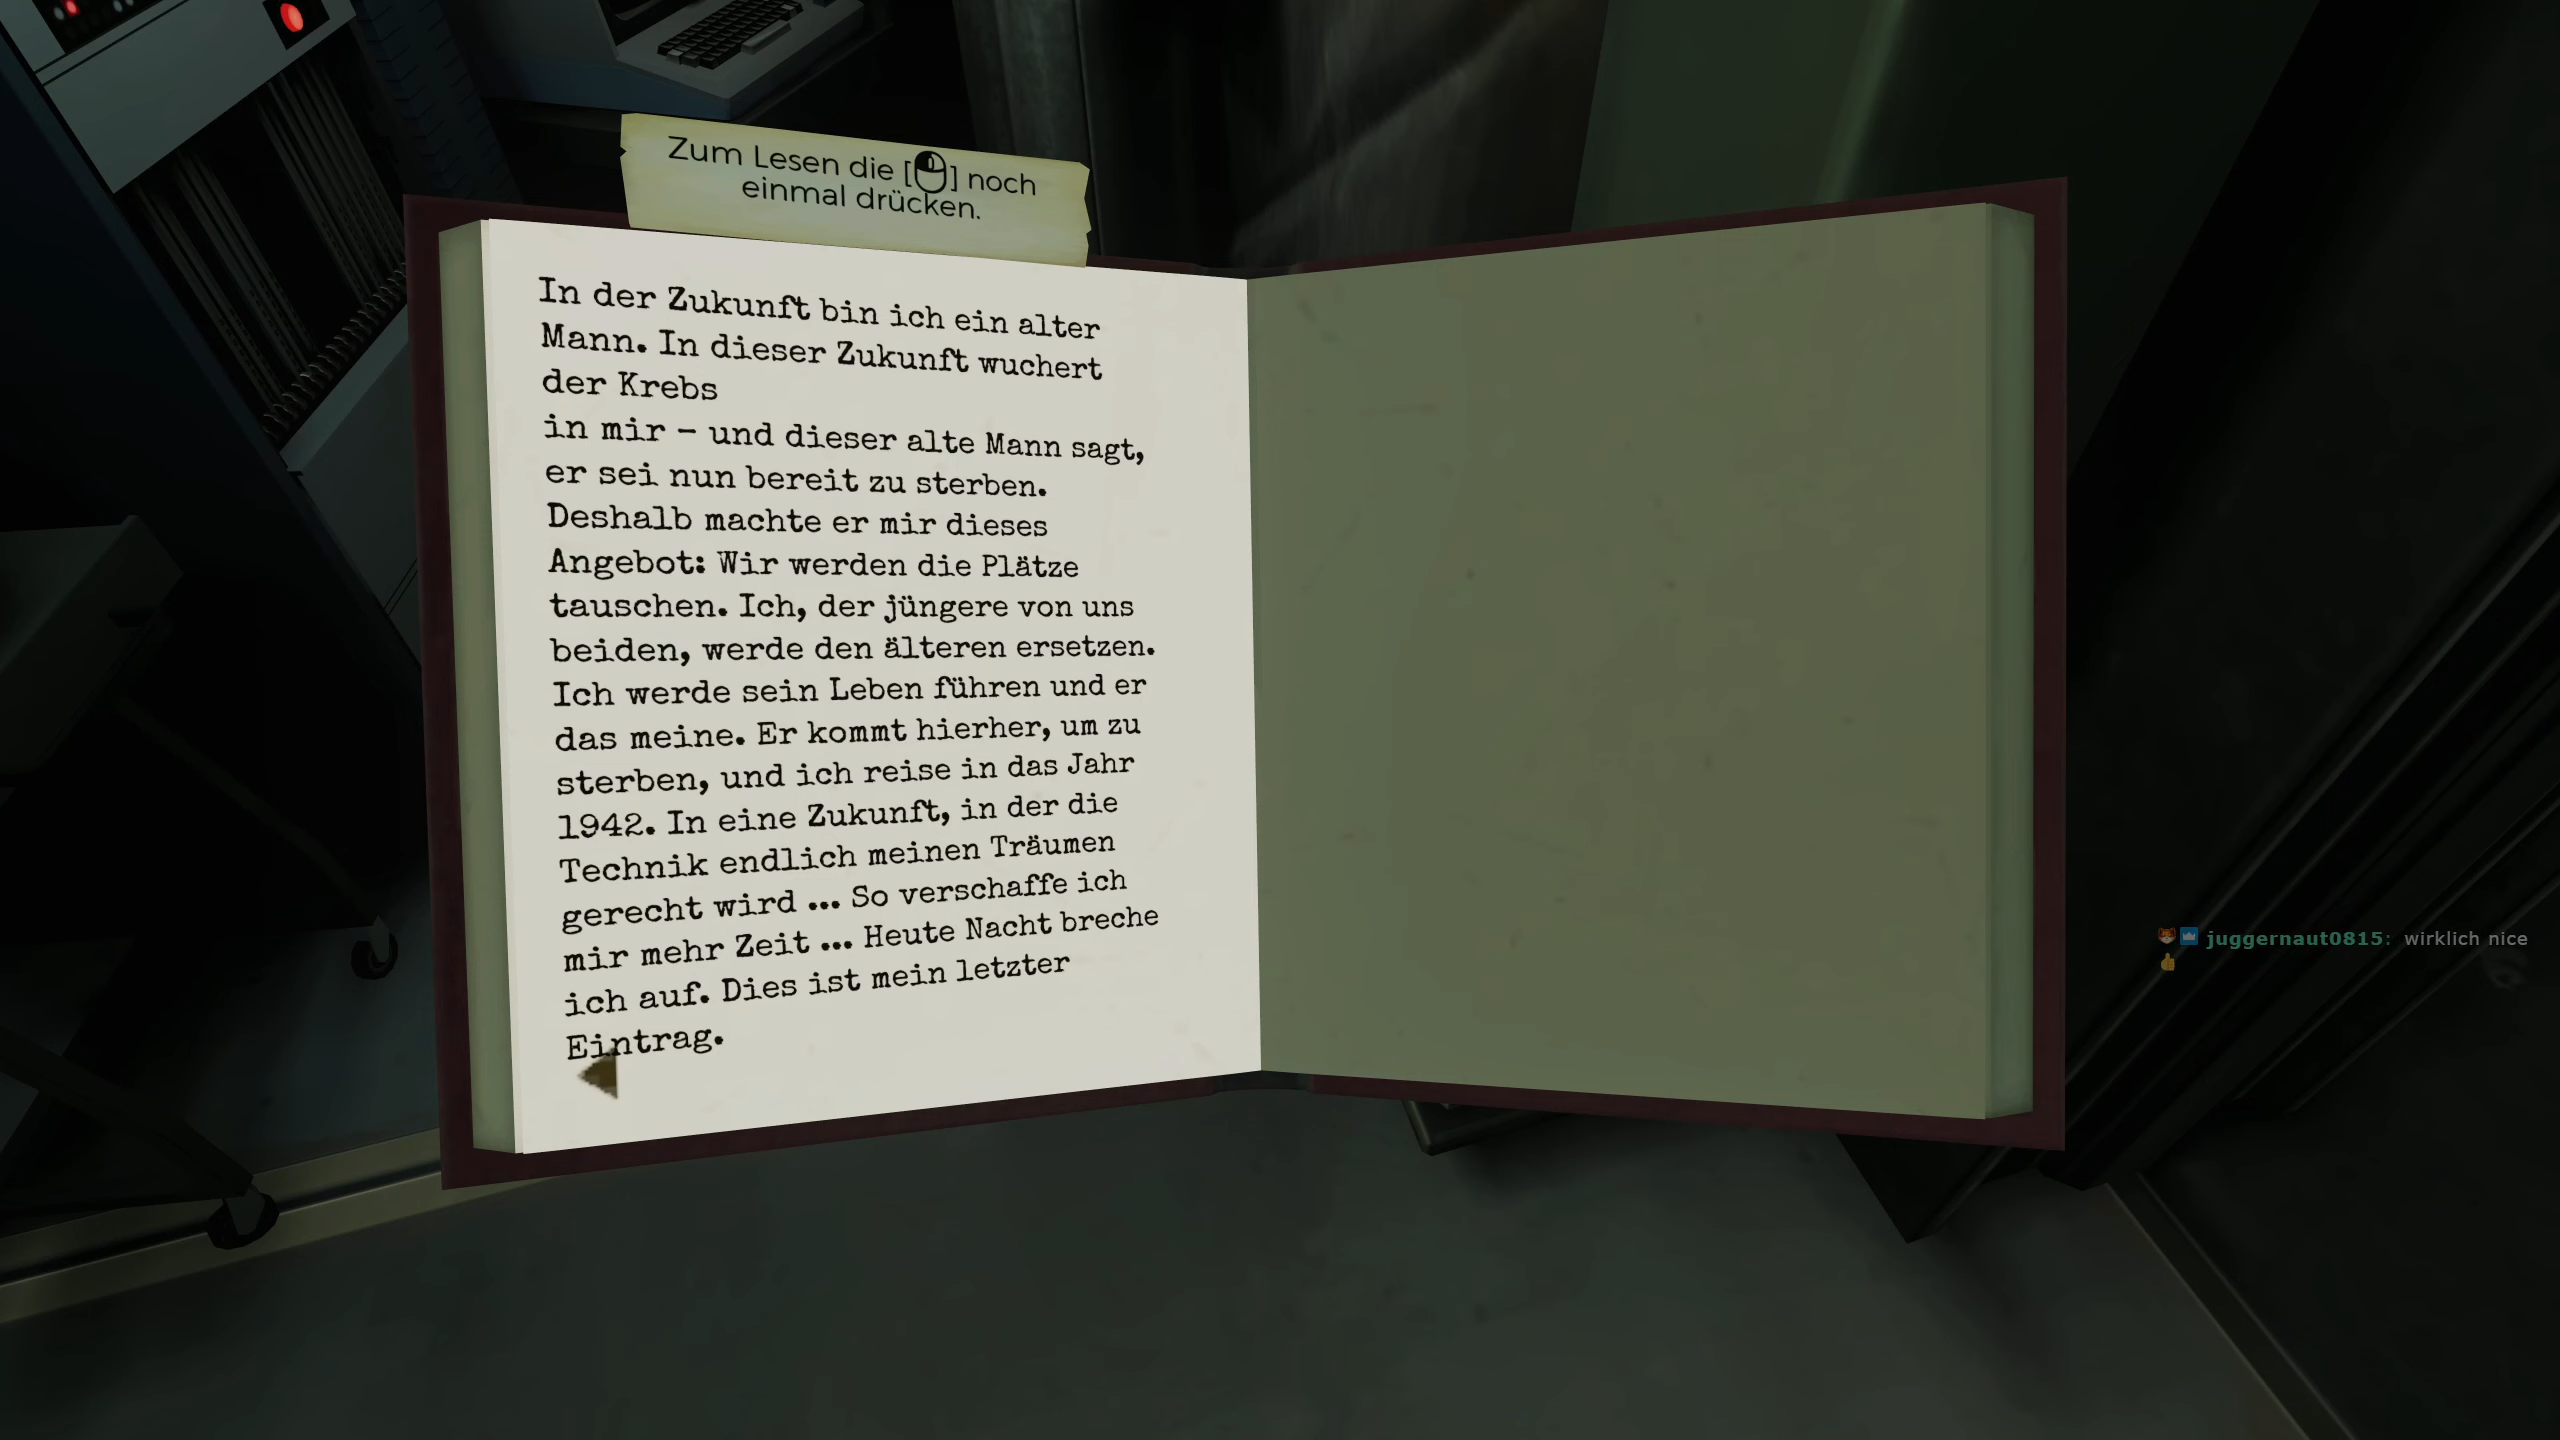 Zum Lesen die [] noch
einmal drücken.
In der Zukunft bin ich ein alter
Mann. In dieser Zukunft wuchert
der Krebs
in mir – und dieser alte Mann sagt,
er sei nun bereit zu sterben.
Deshalb machte er mir dieses
Angebot: Wir werden die Plätze
tauschen. Ich, der jüngere von uns
beiden, werde den älteren ersetzen.
Ich werde sein Leben führen und er
das meine. Er kommt hierher, um zu
sterben, und ich reise in das Jahr
1942. In eine Zukunft, in der die
Technik endlich meinen Träumen
gerecht wird ... So verschaffe ich
mir mehr Zeit ... Heute Nacht breche
ich auf. Dies ist mein letzter
Eintrag.
juggernaut0815: wirklich nice